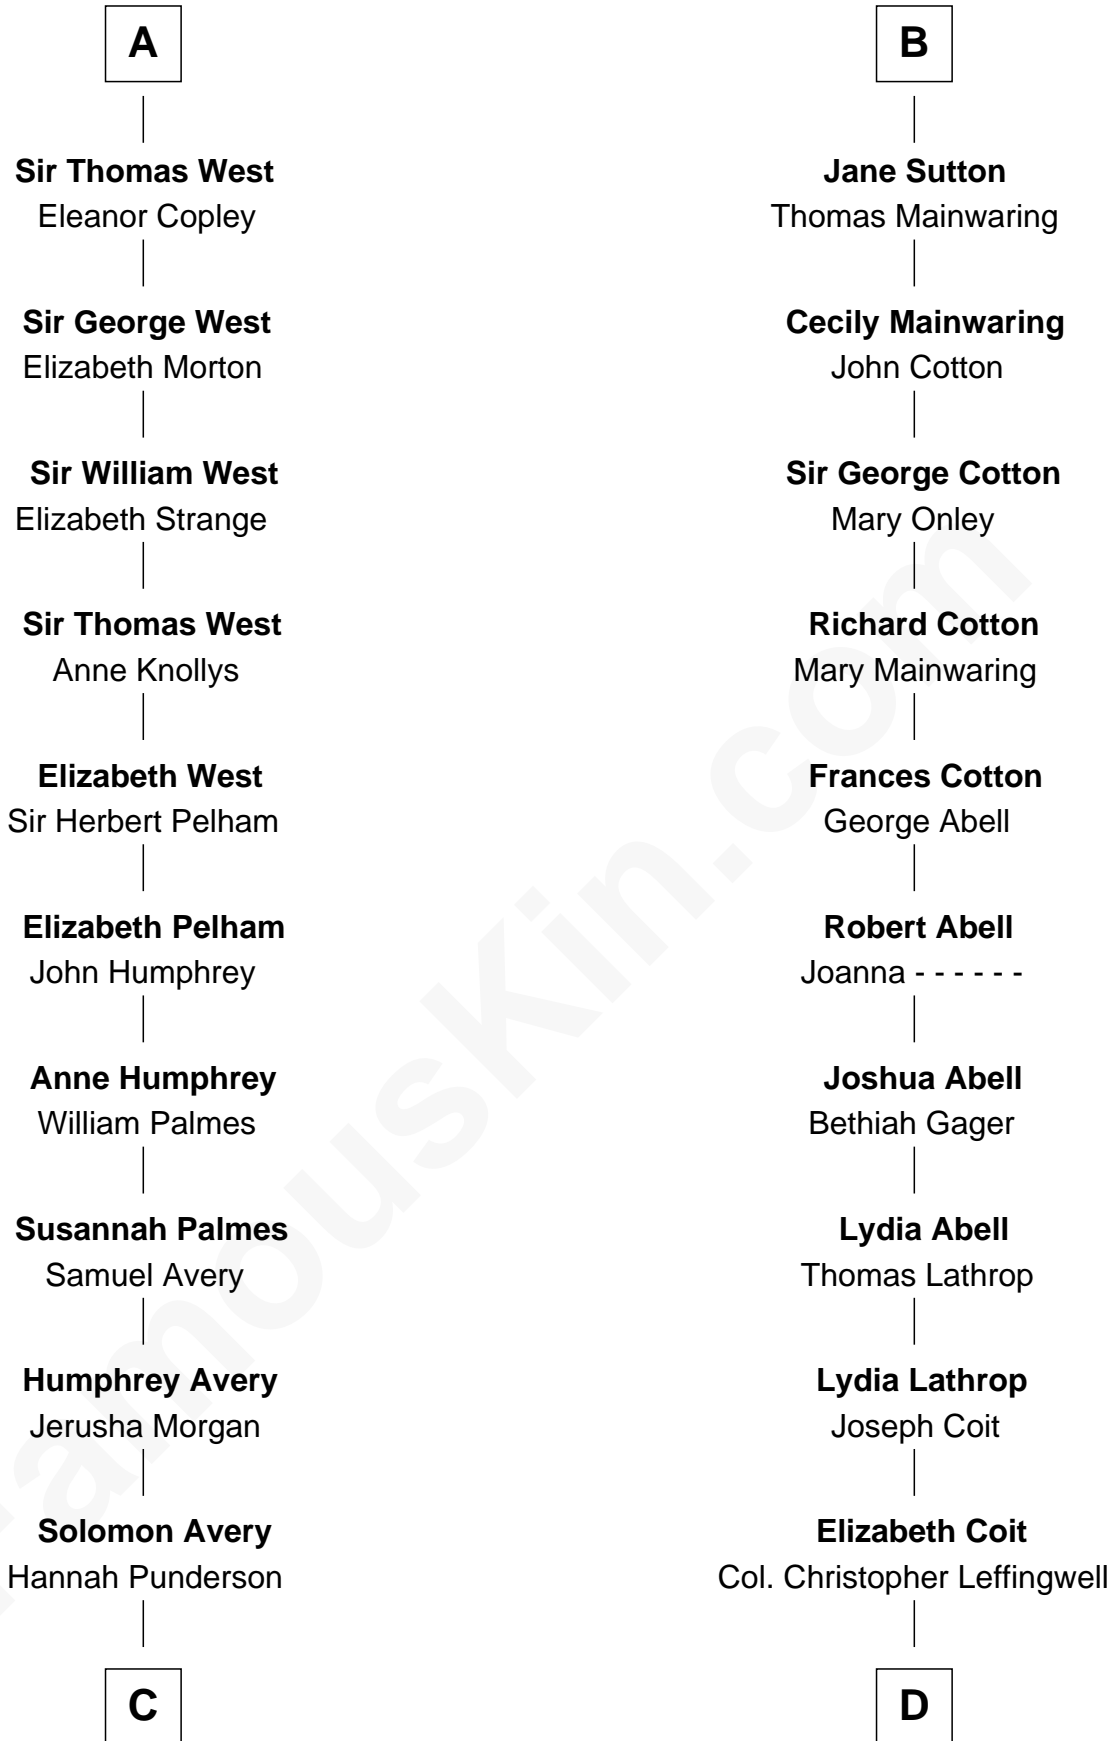 A
Sir Thomas West
Eleanor Copley
Sir George West
Elizabeth Morton
Sir William West
Elizabeth Strange
Sir Thomas West
Anne Knollys
Elizabeth West
Sir Herbert Pelham
Elizabeth Pelham
John Humphrey
Anne Humphrey
William Palmes
Susannah Palmes
Samuel Avery
Humphrey Avery
Jerusha Morgan
Solomon Avery
Hannah Punderson
C
B
Jane Sutton
Thomas Mainwaring
Cecily Mainwaring
John Cotton
Sir George Cotton
Mary Onley
Richard Cotton
Mary Mainwaring
Frances Cotton
George Abell
Robert Abell
Joanna - - - - - -
Joshua Abell
Bethiah Gager
Lydia Abell
Thomas Lathrop
Lydia Lathrop
Joseph Coit
Elizabeth Coit
Col. Christopher Leffingwell
D
FamousKin.com